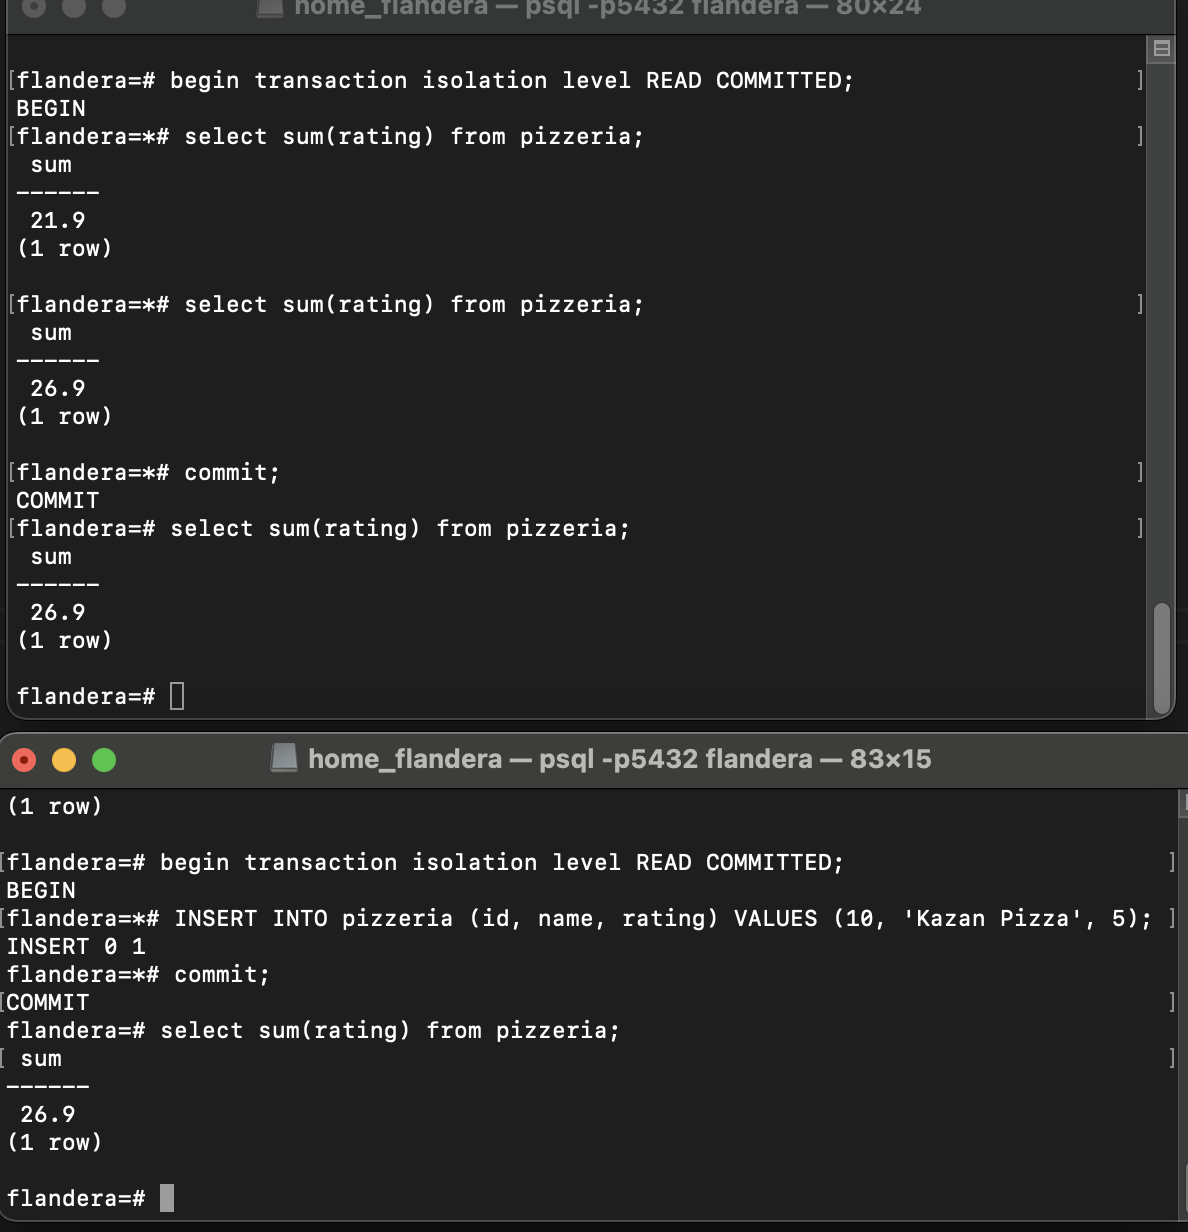 home_flandera — psql -p5432 flandera — 80×24
[flandera=# begin transaction isolation level READ COMMITTED; ]
BEGIN
[flandera=*# select sum(rating) from pizzeria; ]
sum
------
21.9
(1 row)
[flandera=*# select sum(rating) from pizzeria; ]
sum
------
26.9
(1 row)
[flandera=*# commit; ]
COMMIT
[flandera=# select sum(rating) from pizzeria; ]
sum
------
26.9
(1 row)
flandera=#
home_flandera — psql -p5432 flandera — 83×15
(1 row)
[flandera=# begin transaction isolation level READ COMMITTED; ]
BEGIN
[flandera=*# INSERT INTO pizzeria (id, name, rating) VALUES (10, 'Kazan Pizza', 5); ]
INSERT 0 1
flandera=*# commit;
[COMMIT ]
flandera=# select sum(rating) from pizzeria;
[ sum ]
------
26.9
(1 row)
flandera=#